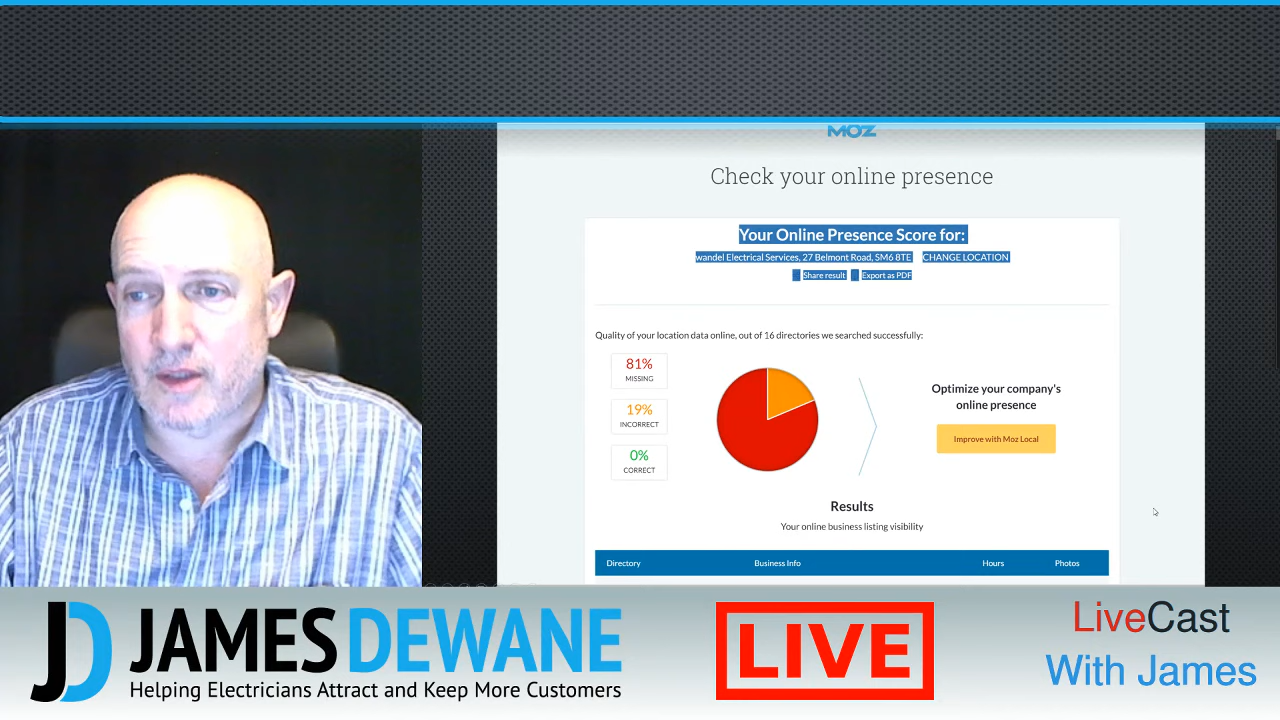 MOZ
Check your online presence
Your Online Presence Score for:
wandel Electrical Services, 27 Belmont Road, SM6 8TE CHANGE LOCATION
Share result Export as PDF
Quality of your location data online, out of 16 directories we searched successfully:
81%
MISSING
19%
INCORRECT
0%
CORRECT
Optimize your company's
online presence
Improve with Moz Local
Results
Your online business listing visibility
Directory Business Info Hours Photos
JD JAMES DEWANE
Helping Electricians Attract and Keep More Customers
LIVE
LiveCast
With James